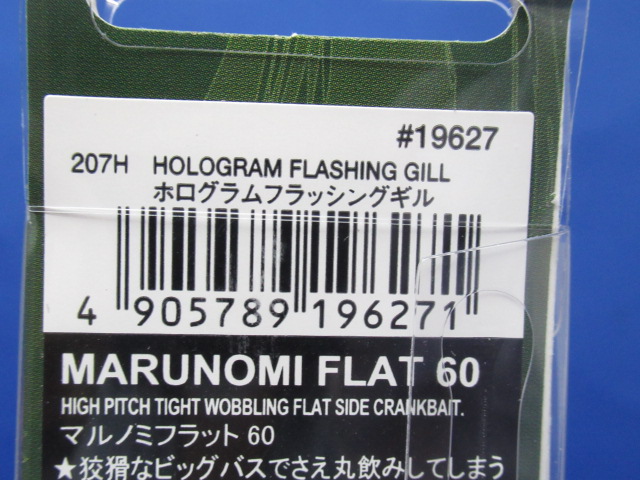 #19627
207H HOLOGRAM FLASHING GILL
ホログラムフラッシングギル
4 905789 196271
MARUNOMI FLAT 60
HIGH PITCH TIGHT WOBBLING FLAT SIDE CRANKBAIT.
マルノミフラット 60
★狡猾なビッグバスでさえ丸飲みしてしまう